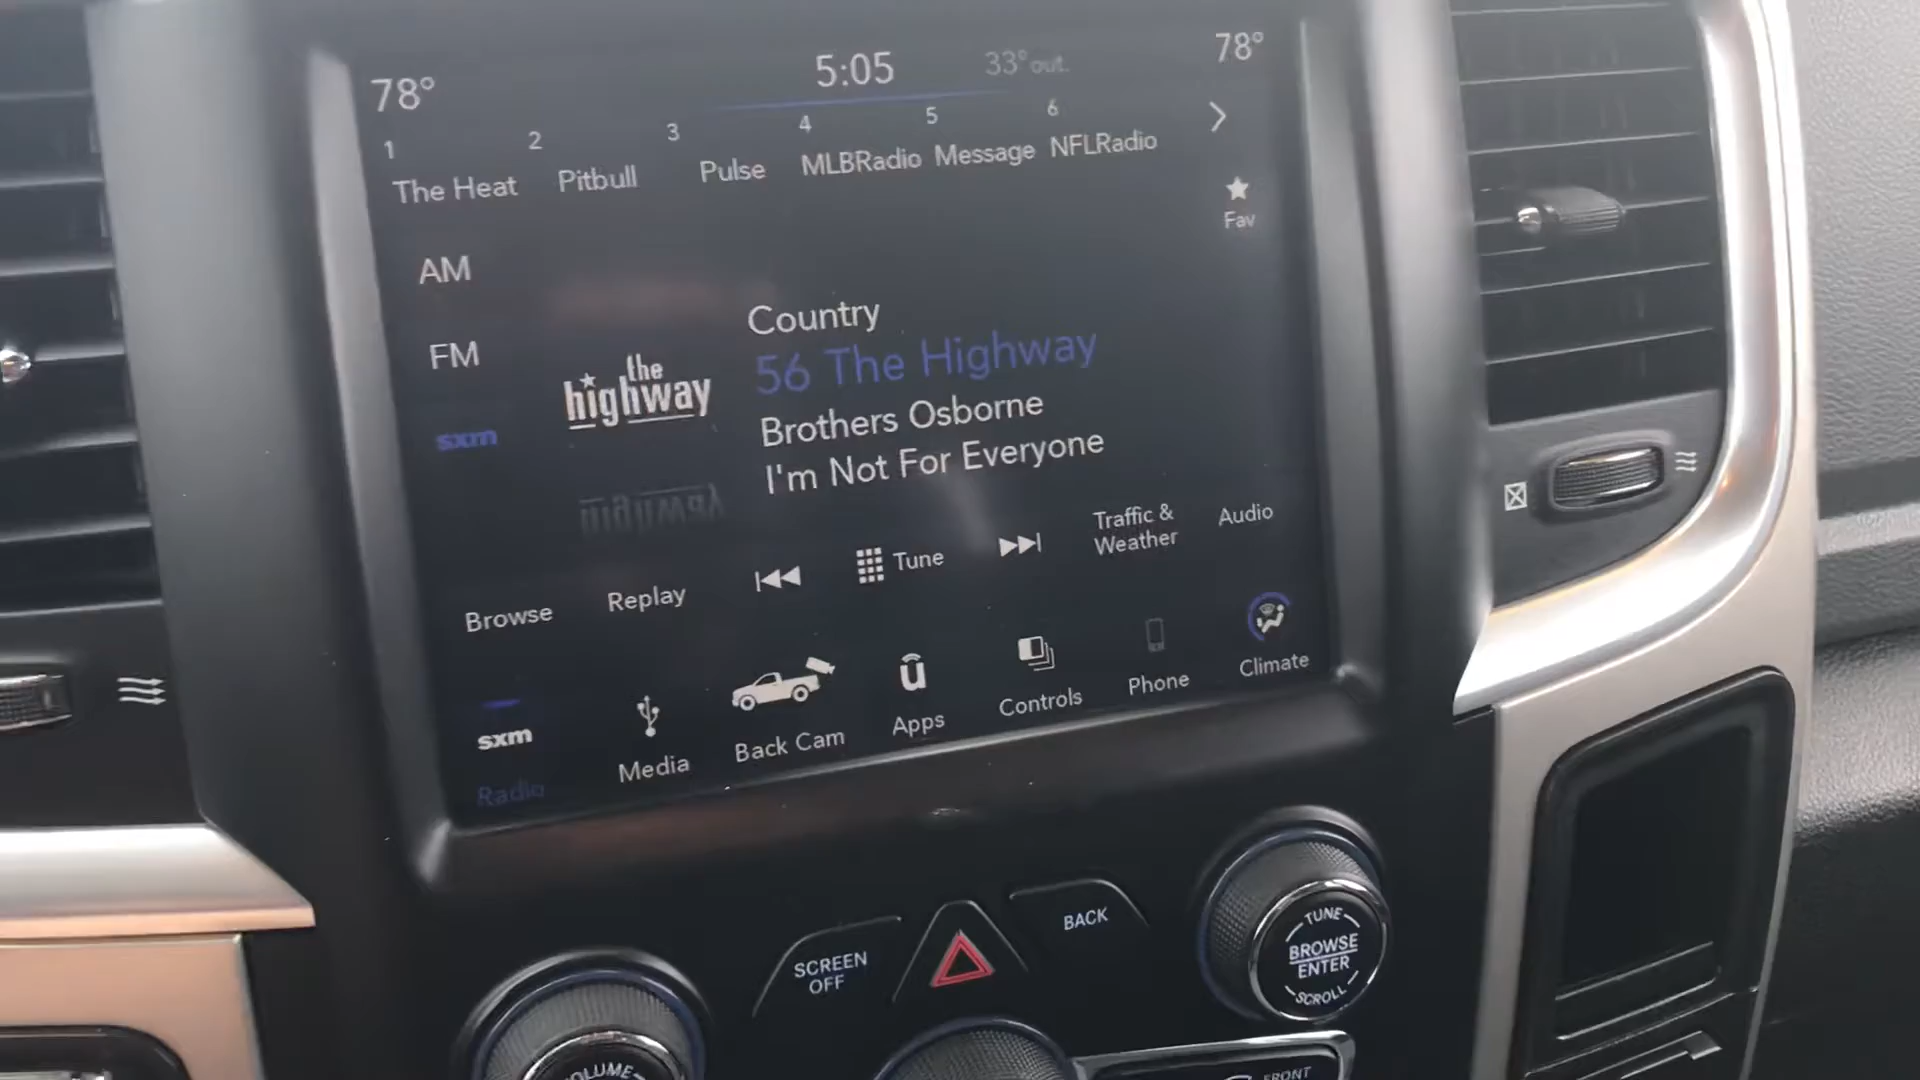 78°
5:05
33° out.
78°
1
2
3
4
5
6
The Heat
Pitbull
Pulse
MLBRadio
Message
NFLRadio
Fav
AM
FM
sxm
the
highway
Country
56 The Highway
Brothers Osborne
I'm Not For Everyone
Browse
Replay
Tune
Traffic &
Weather
Audio
sxm
Radio
Media
Back Cam
Apps
Controls
Phone
Climate
SCREEN
OFF
BACK
TUNE
BROWSE
ENTER
SCROLL
VOLUME
FRONT